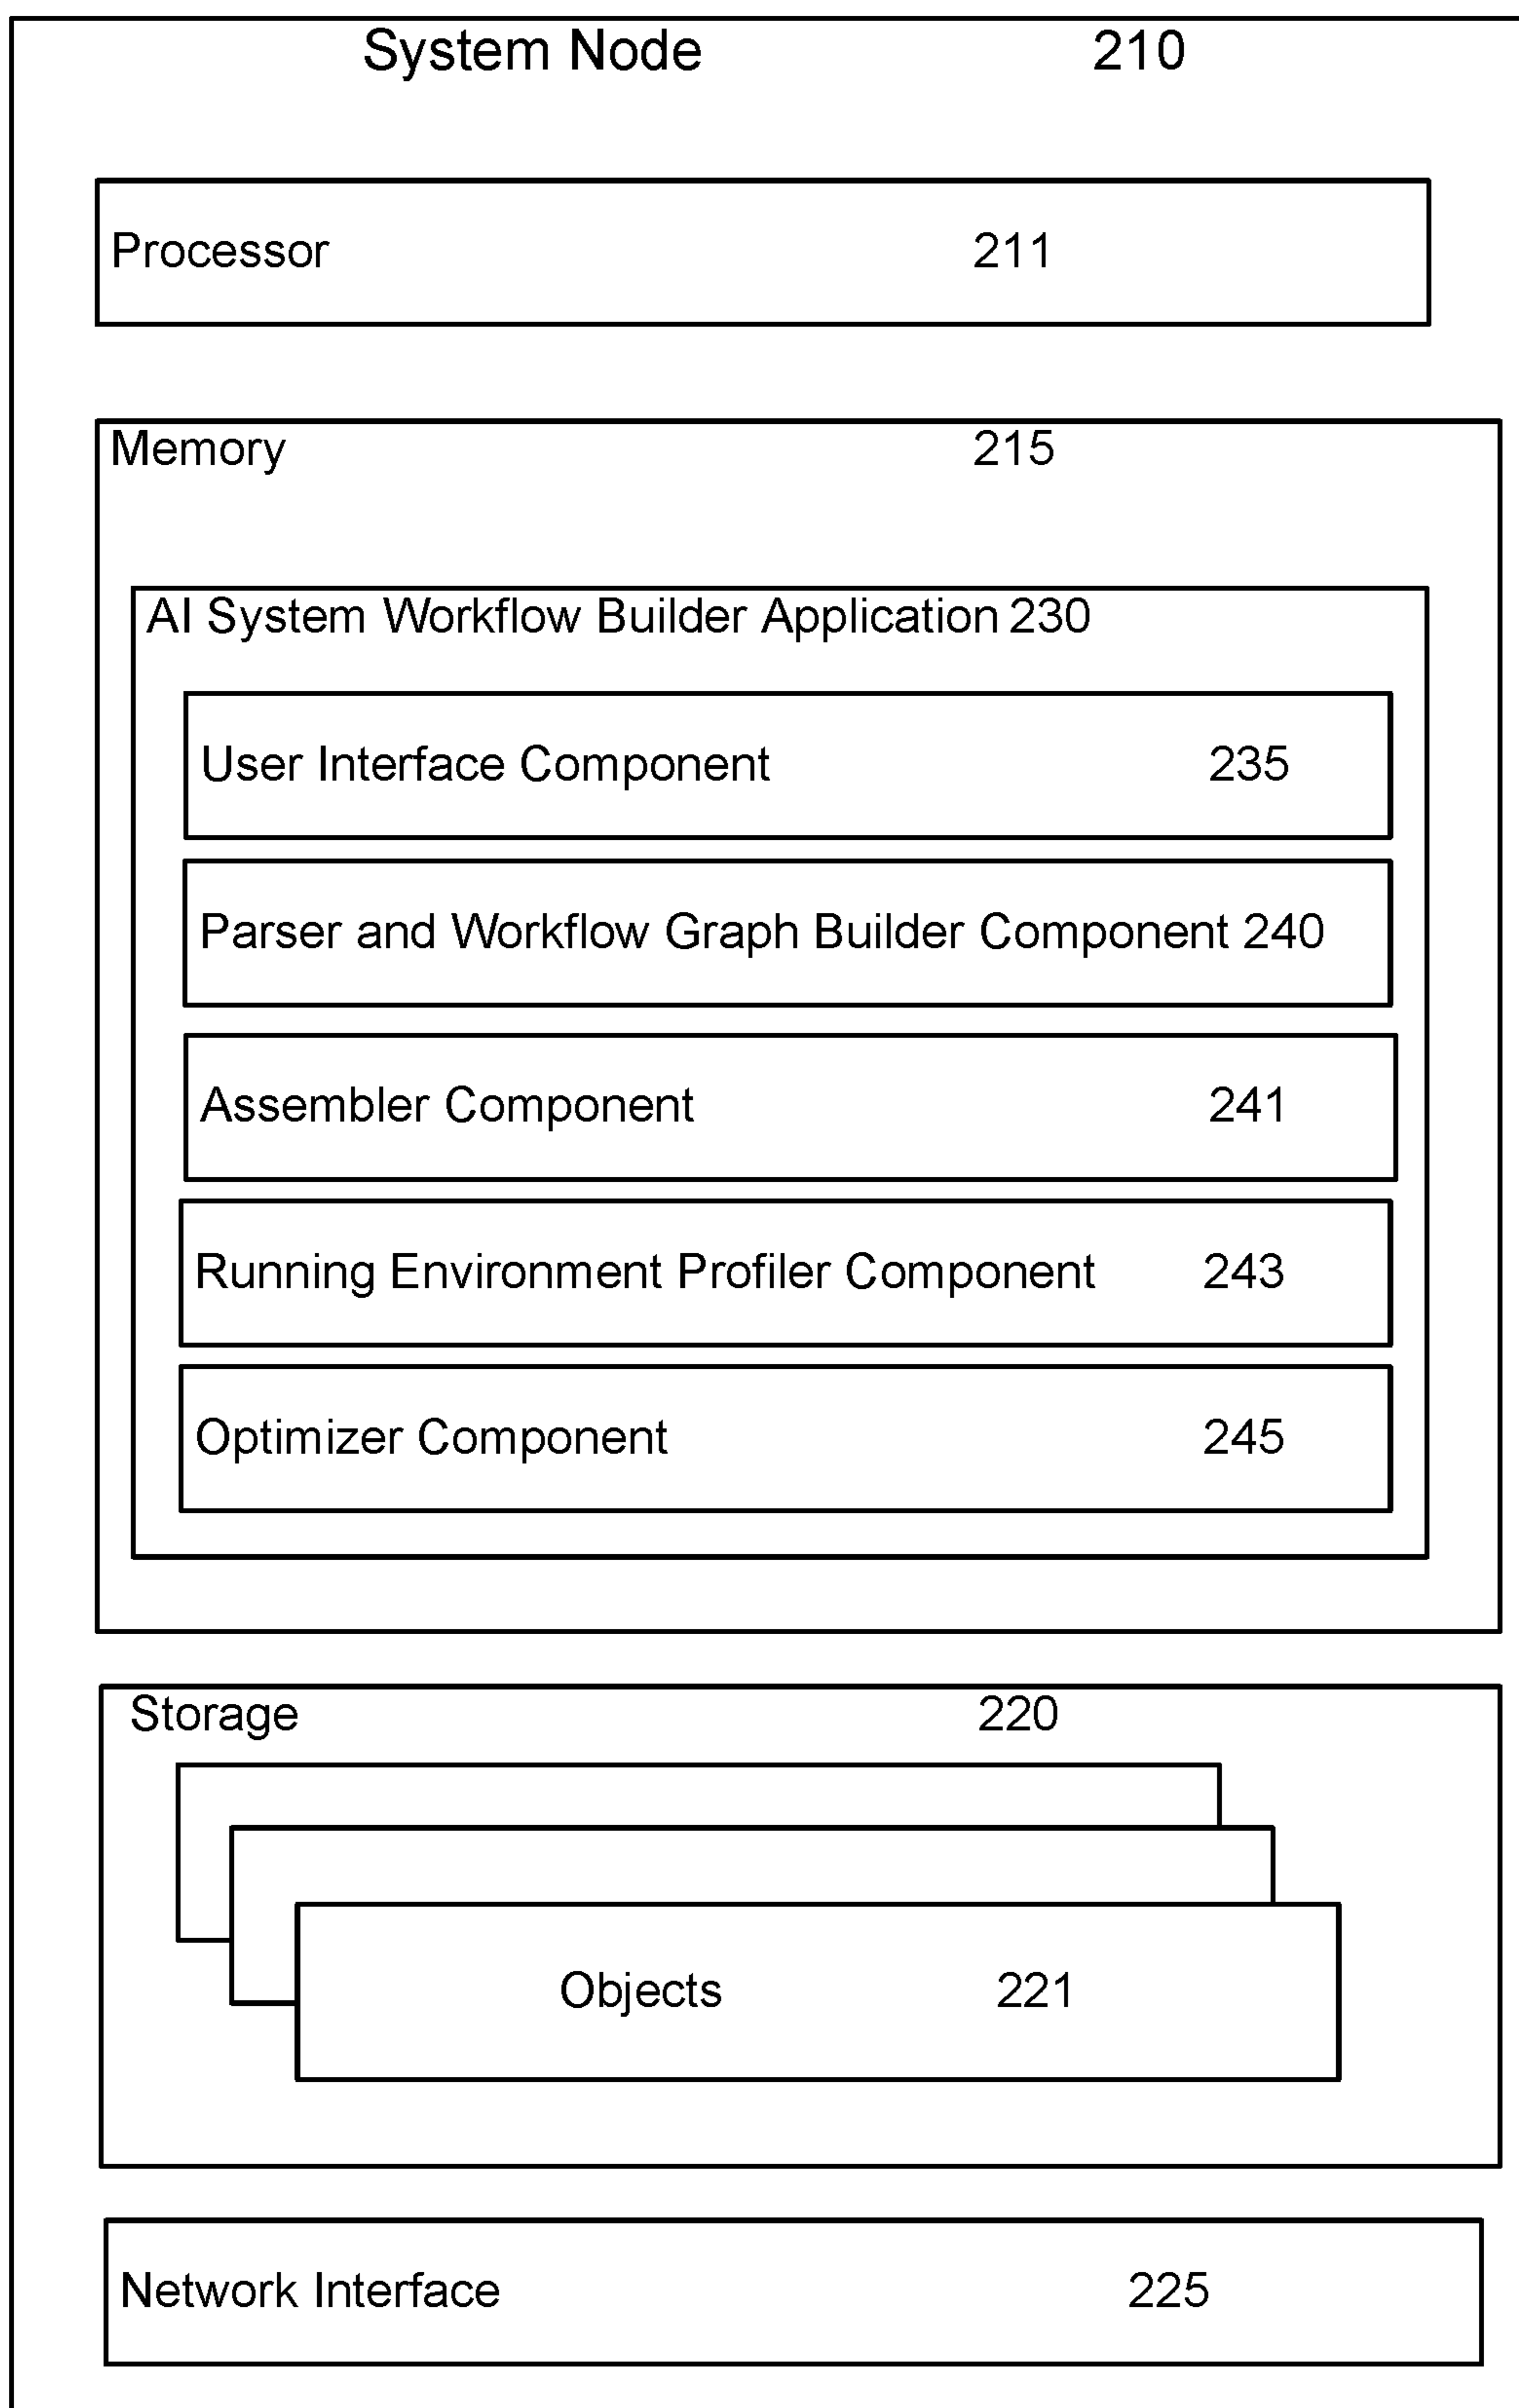 System Node 210
Processor 211
Memory 215
AI System Workflow Builder Application 230
User Interface Component 235
Parser and Workflow Graph Builder Component 240
Assembler Component 241
Running Environment Profiler Component 243
Optimizer Component 245
Storage 220
Objects 221
Network Interface 225